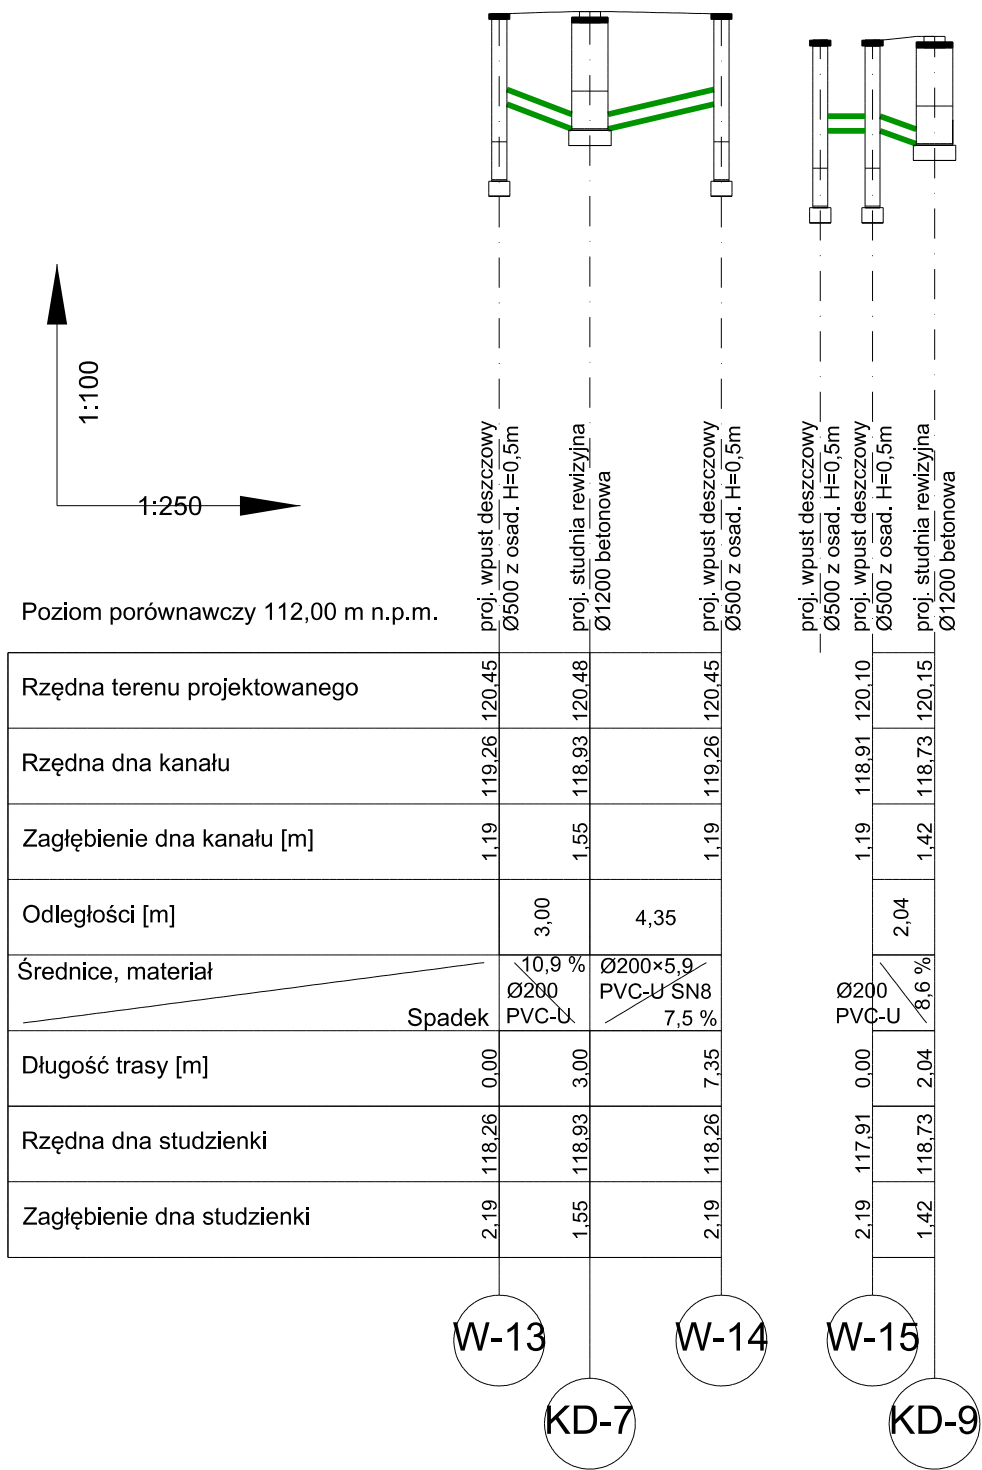 1:100
1:250
Poziom porównawczy 112,00 m n.p.m.
proj. wpust deszczowy
Ø500 z osad. H=0,5m
proj. studnia rewizyjna
Ø1200 betonowa
proj. wpust deszczowy
Ø500 z osad. H=0,5m
proj. wpust deszczowy
Ø500 z osad. H=0,5m
proj. wpust deszczowy
Ø500 z osad. H=0,5m
proj. studnia rewizyjna
Ø1200 betonowa
Rzędna terenu projektowanego 120,45 120,48 120,45 120,10 120,15
Rzędna dna kanału 119,26 118,93 119,26 118,91 118,73
Zagłębienie dna kanału [m] 1,19 1,55 1,19 1,19 1,42
Odległości [m] 3,00 4,35 2,04
Średnice, materiał
Spadek
10,9 %
Ø200
PVC-U
Ø200×5,9
PVC-U SN8
7,5 %
Ø200
PVC-U
8,6 %
Długość trasy [m] 0,00 3,00 7,35 0,00 2,04
Rzędna dna studzienki 118,26 118,93 118,26 117,91 118,73
Zagłębienie dna studzienki 2,19 1,55 2,19 2,19 1,42
W-13 W-14 W-15
KD-7 KD-9